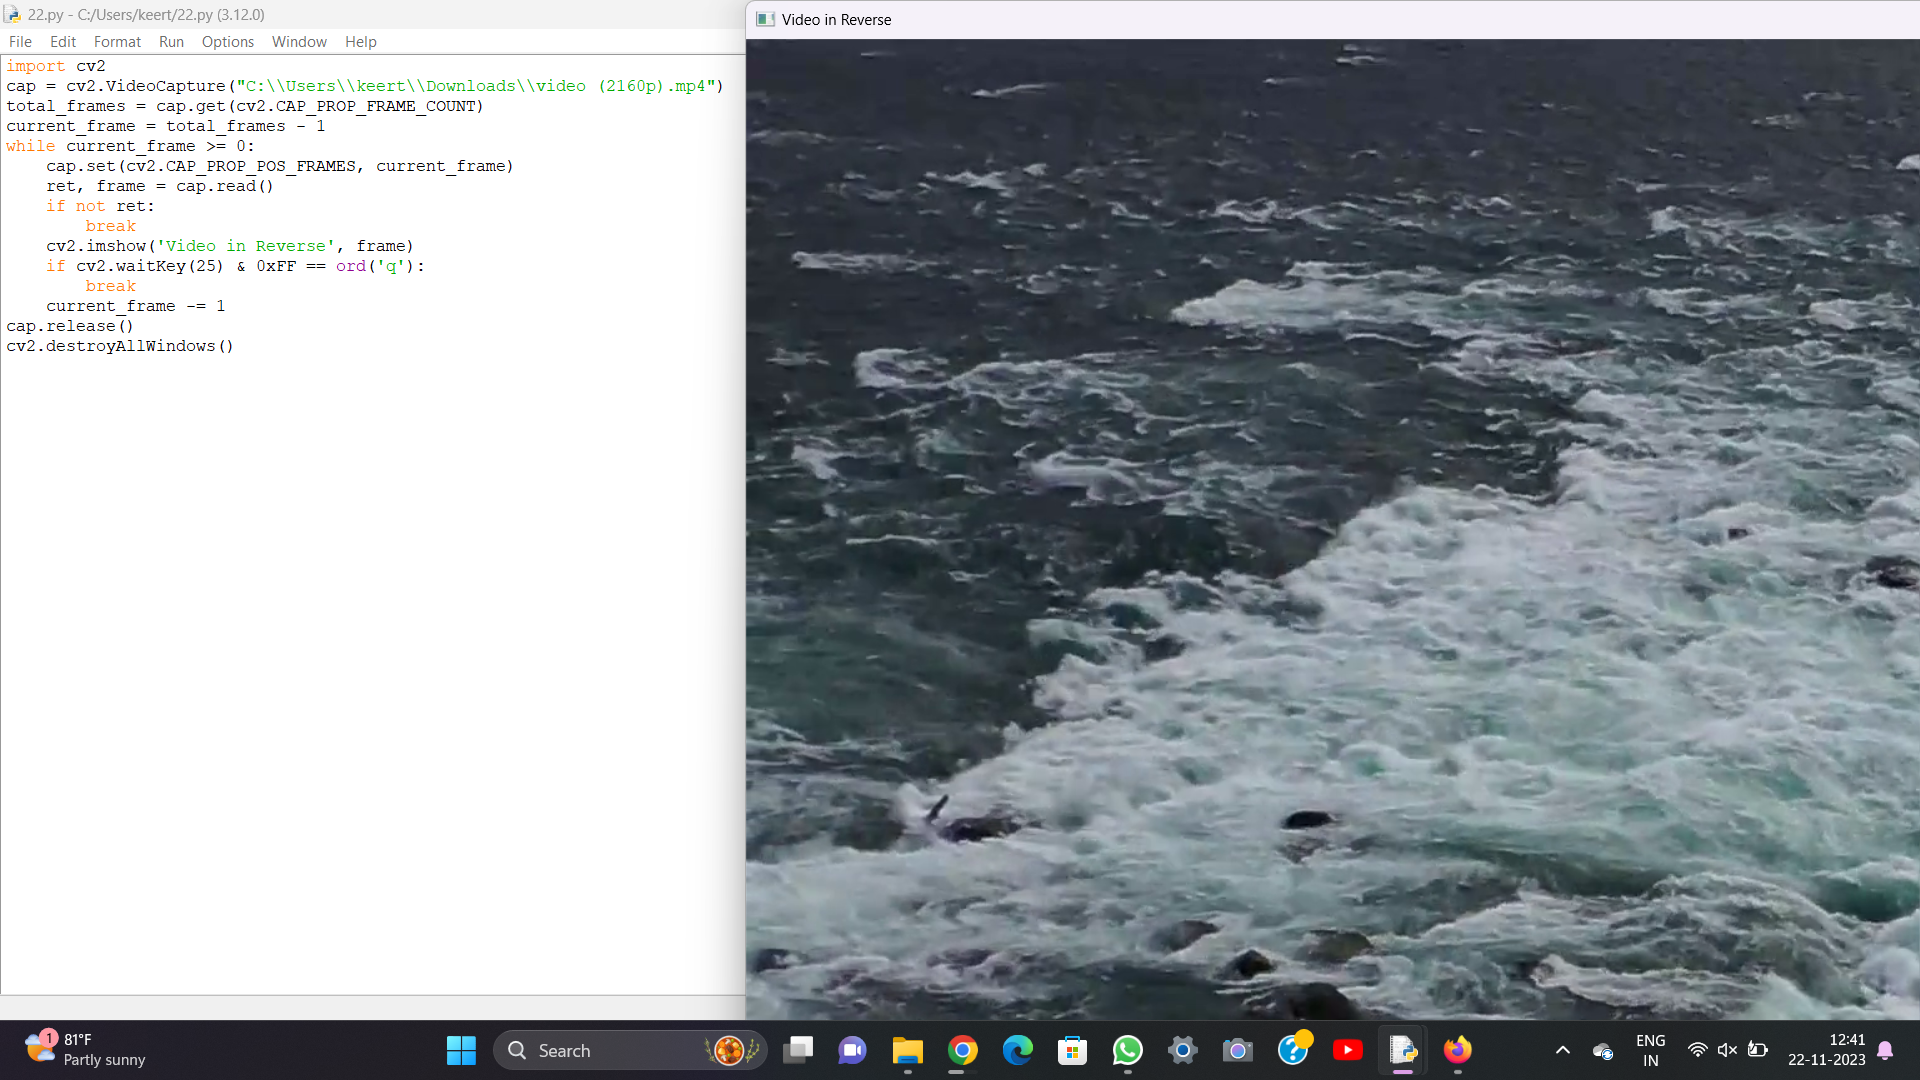 22.py - C:/Users/keert/22.py (3.12.0)
File Edit Format Run Options Window Help
import cv2
cap = cv2.VideoCapture("C:\\Users\\keert\\Downloads\\video (2160p).mp4")
total_frames = cap.get(cv2.CAP_PROP_FRAME_COUNT)
current_frame = total_frames - 1
while current_frame >= 0:
    cap.set(cv2.CAP_PROP_POS_FRAMES, current_frame)
    ret, frame = cap.read()
    if not ret:
        break
    cv2.imshow('Video in Reverse', frame)
    if cv2.waitKey(25) & 0xFF == ord('q'):
        break
    current_frame -= 1
cap.release()
cv2.destroyAllWindows()
Video in Reverse
1
81°F
Partly sunny
Search
ENG
IN
12:41
22-11-2023